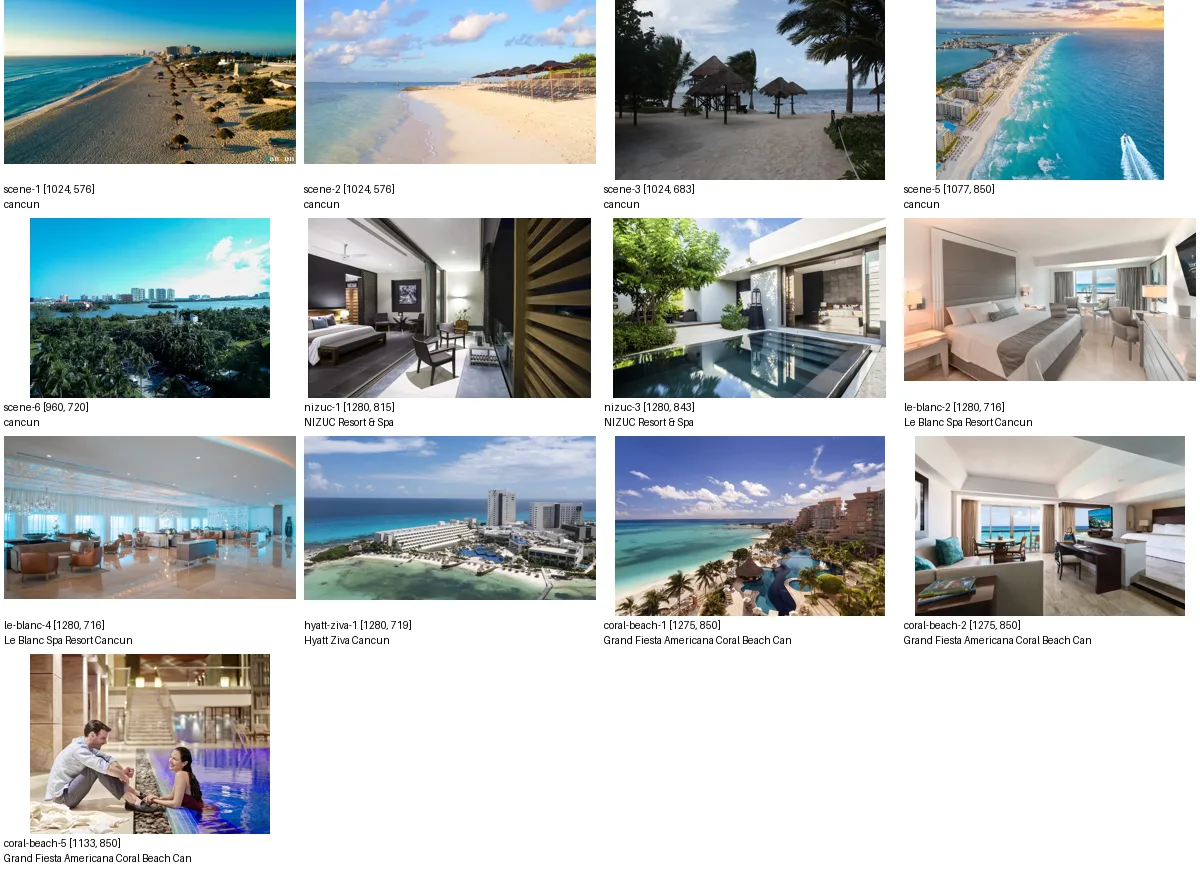 scene-1 [1024, 576]
cancun
scene-2 [1024, 576]
cancun
scene-3 [1024, 683]
cancun
scene-5 [1077, 850]
cancun
scene-6 [960, 720]
cancun
nizuc-1 [1280, 815]
NIZUC Resort & Spa
nizuc-3 [1280, 843]
NIZUC Resort & Spa
le-blanc-2 [1280, 716]
Le Blanc Spa Resort Cancun
le-blanc-4 [1280, 716]
Le Blanc Spa Resort Cancun
hyatt-ziva-1 [1280, 719]
Hyatt Ziva Cancun
coral-beach-1 [1275, 850]
Grand Fiesta Americana Coral Beach Can
coral-beach-2 [1275, 850]
Grand Fiesta Americana Coral Beach Can
coral-beach-5 [1133, 850]
Grand Fiesta Americana Coral Beach Can